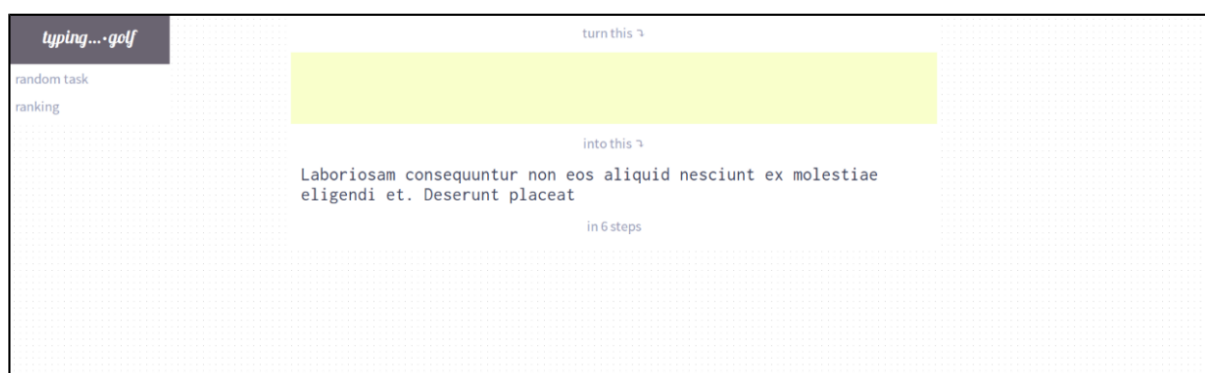 typing...·golf
random task
ranking
turn this ⤵
into this ⤵
Laboriosam consequuntur non eos aliquid nesciunt ex molestiae
eligendi et. Deserunt placeat
in 6 steps